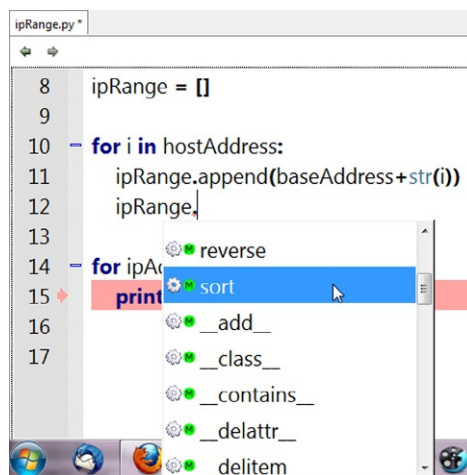 ipRange.py *
8 ipRange = []
9
10 for i in hostAddress:
11 ipRange.append(baseAddress+str(i))
12 ipRange.
13
14 for ipAd
15 print
16
17
reverse
sort
__add__
__class__
__contains__
__delattr__
__delitem